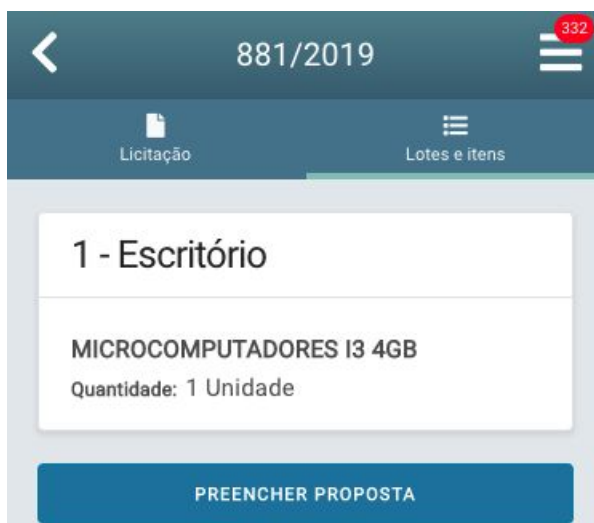 332
881/2019
Licitação
Lotes e itens
1 - Escritório
MICROCOMPUTADORES I3 4GB
Quantidade: 1 Unidade
PREENCHER PROPOSTA